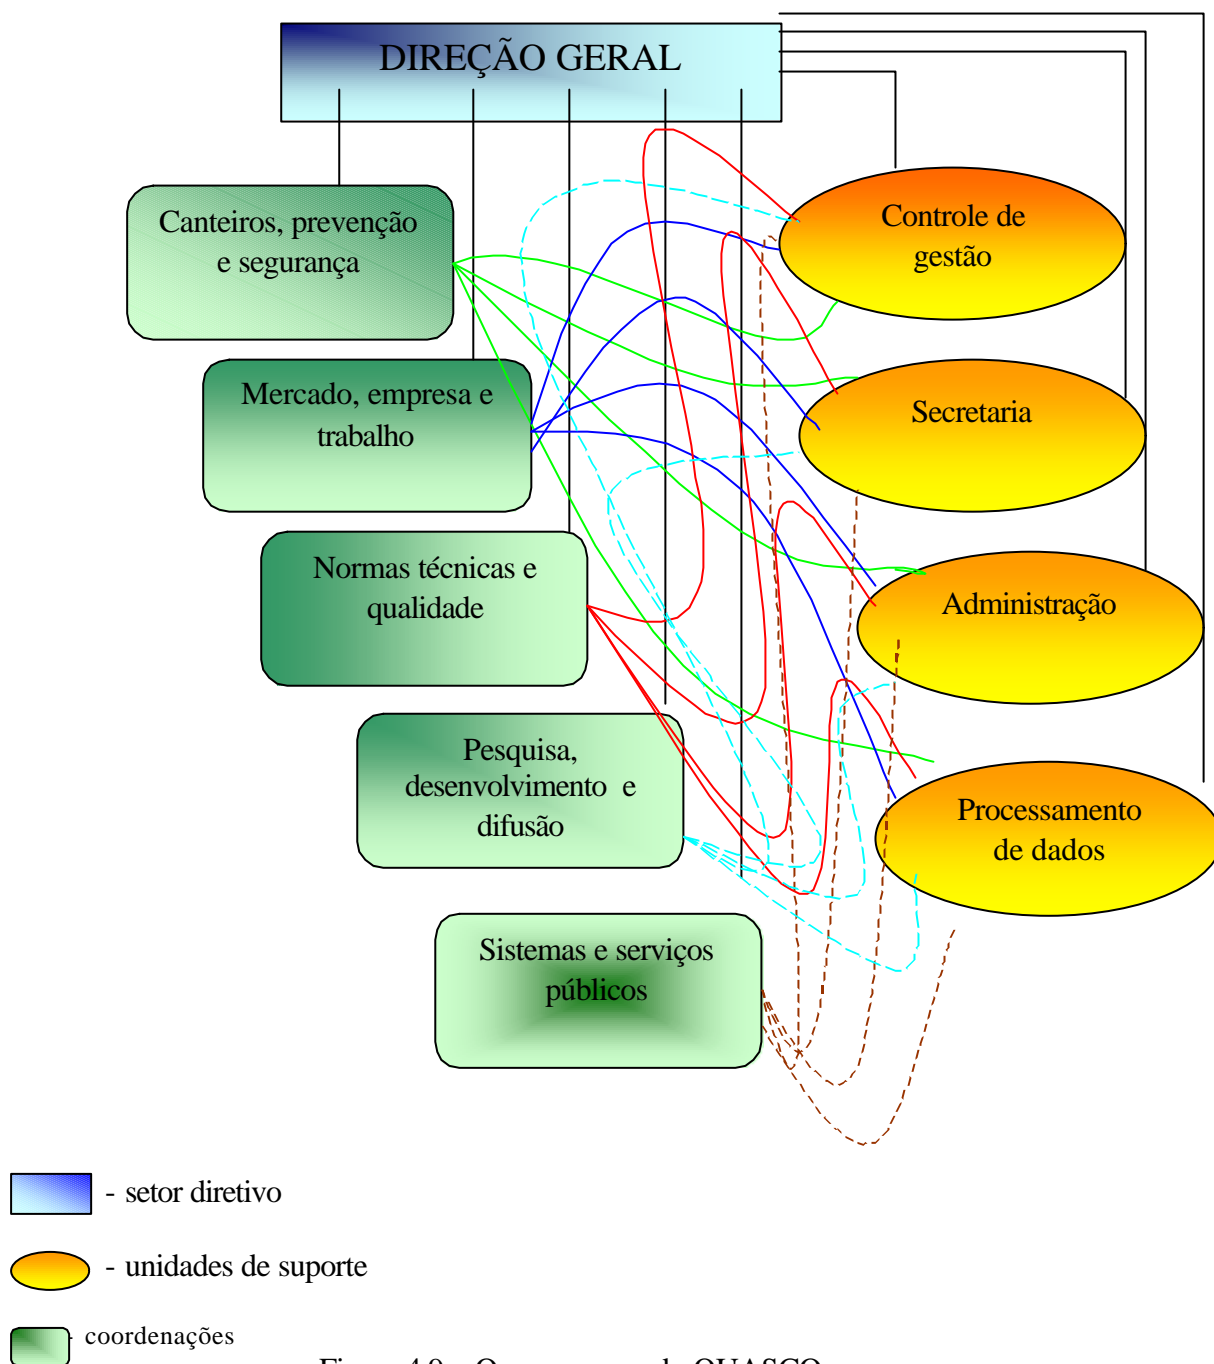 DIREÇÃO GERAL
Canteiros, prevenção
e segurança
Mercado, empresa e
trabalho
Normas técnicas e
qualidade
Pesquisa,
desenvolvimento e
difusão
Sistemas e serviços
públicos
Controle de
gestão
Secretaria
Administração
Processamento
de dados
- setor diretivo
- unidades de suporte
- coordenações
QUASCO